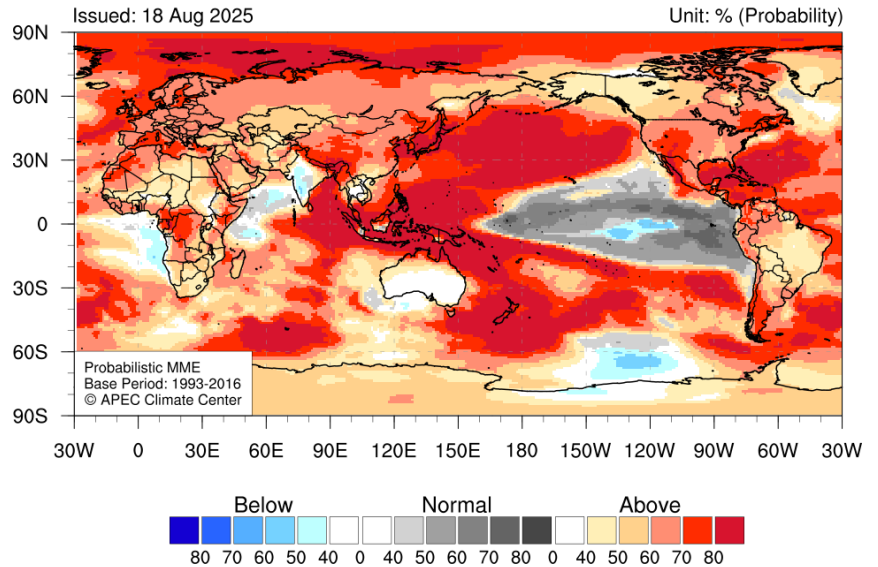 Issued: 18 Aug 2025 Unit: % (Probability)
90N
60N
30N
0
30S
60S
90S
Probabilistic MME
Base Period: 1993-2016
© APEC Climate Center
30W 0 30E 60E 90E 120E 150E 180 150W 120W 90W 60W 30W
Below Normal Above
80 70 60 50 40 0 40 50 60 70 80 0 40 50 60 70 80